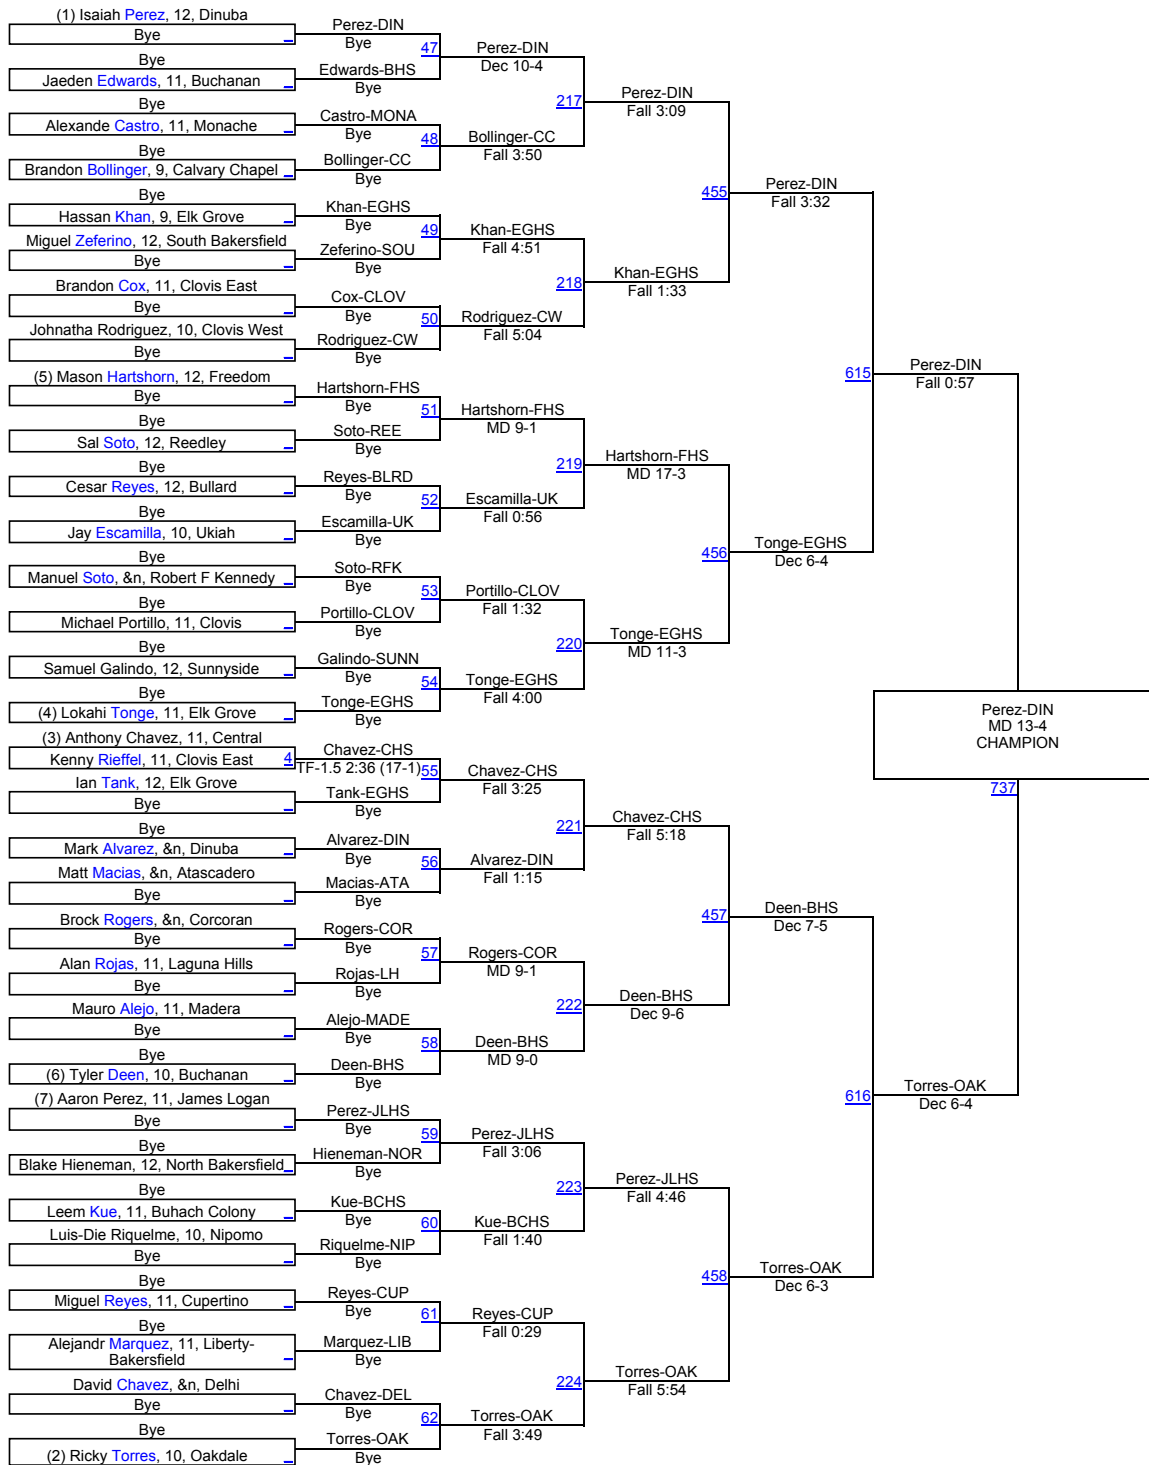 (1) Isaiah Perez, 12, Dinuba
Bye
Bye
Jaeden Edwards, 11, Buchanan
Bye
Alexande Castro, 11, Monache
Bye
Brandon Bollinger, 9, Calvary Chapel
Bye
Hassan Khan, 9, Elk Grove
Miguel Zeferino, 12, South Bakersfield
Bye
Brandon Cox, 11, Clovis East
Bye
Johnatha Rodriguez, 10, Clovis West
Bye
(5) Mason Hartshorn, 12, Freedom
Bye
Bye
Sal Soto, 12, Reedley
Bye
Cesar Reyes, 12, Bullard
Bye
Jay Escamilla, 10, Ukiah
Bye
Manuel Soto, &n, Robert F Kennedy
Bye
Michael Portillo, 11, Clovis
Bye
Samuel Galindo, 12, Sunnyside
Bye
(4) Lokahi Tonge, 11, Elk Grove
(3) Anthony Chavez, 11, Central
Kenny Rieffel, 11, Clovis East
4
Ian Tank, 12, Elk Grove
Bye
Bye
Mark Alvarez, &n, Dinuba
Matt Macias, &n, Atascadero
Bye
Brock Rogers, &n, Corcoran
Bye
Alan Rojas, 11, Laguna Hills
Bye
Mauro Alejo, 11, Madera
Bye
Bye
(6) Tyler Deen, 10, Buchanan
(7) Aaron Perez, 11, James Logan
Bye
Bye
Blake Hieneman, 12, North Bakersfield
Bye
Leem Kue, 11, Buhach Colony
Luis-Die Riquelme, 10, Nipomo
Bye
Bye
Miguel Reyes, 11, Cupertino
Bye
Alejandr Marquez, 11, Liberty-
Bakersfield
David Chavez, &n, Delhi
Bye
Bye
(2) Ricky Torres, 10, Oakdale
Perez-DIN
Bye
47
Edwards-BHS
Bye
Castro-MONA
Bye
48
Bollinger-CC
Bye
Khan-EGHS
Bye
49
Zeferino-SOU
Bye
Cox-CLOV
Bye
50
Rodriguez-CW
Bye
Hartshorn-FHS
Bye
51
Soto-REE
Bye
Reyes-BLRD
Bye
52
Escamilla-UK
Bye
Soto-RFK
Bye
53
Portillo-CLOV
Bye
Galindo-SUNN
Bye
54
Tonge-EGHS
Bye
Chavez-CHS
TF-1.5 2:36 (17-1)
55
Tank-EGHS
Bye
Alvarez-DIN
Bye
56
Macias-ATA
Bye
Rogers-COR
Bye
57
Rojas-LH
Bye
Alejo-MADE
Bye
58
Deen-BHS
Bye
Perez-JLHS
Bye
59
Hieneman-NOR
Bye
Kue-BCHS
Bye
60
Riquelme-NIP
Bye
Reyes-CUP
Bye
61
Marquez-LIB
Bye
Chavez-DEL
Bye
62
Torres-OAK
Bye
Perez-DIN
Dec 10-4
217
Bollinger-CC
Fall 3:50
Khan-EGHS
Fall 4:51
218
Rodriguez-CW
Fall 5:04
Hartshorn-FHS
MD 9-1
219
Escamilla-UK
Fall 0:56
Portillo-CLOV
Fall 1:32
220
Tonge-EGHS
Fall 4:00
Chavez-CHS
Fall 3:25
221
Alvarez-DIN
Fall 1:15
Rogers-COR
MD 9-1
222
Deen-BHS
MD 9-0
Perez-JLHS
Fall 3:06
223
Kue-BCHS
Fall 1:40
Reyes-CUP
Fall 0:29
224
Torres-OAK
Fall 3:49
Perez-DIN
Fall 3:09
455
Khan-EGHS
Fall 1:33
Hartshorn-FHS
MD 17-3
456
Tonge-EGHS
MD 11-3
Chavez-CHS
Fall 5:18
457
Deen-BHS
Dec 9-6
Perez-JLHS
Fall 4:46
458
Torres-OAK
Fall 5:54
Perez-DIN
Fall 3:32
615
Tonge-EGHS
Dec 6-4
Deen-BHS
Dec 7-5
616
Torres-OAK
Dec 6-3
Perez-DIN
Fall 0:57
Perez-DIN
MD 13-4
CHAMPION
737
Torres-OAK
Dec 6-4